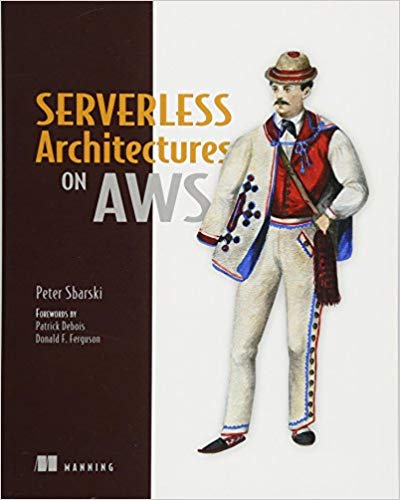 SERVERLESS
Architectures
ON AWS
Peter Sbarski
FOREWORDS BY
Patrick Debois
Donald F. Ferguson
MANNING